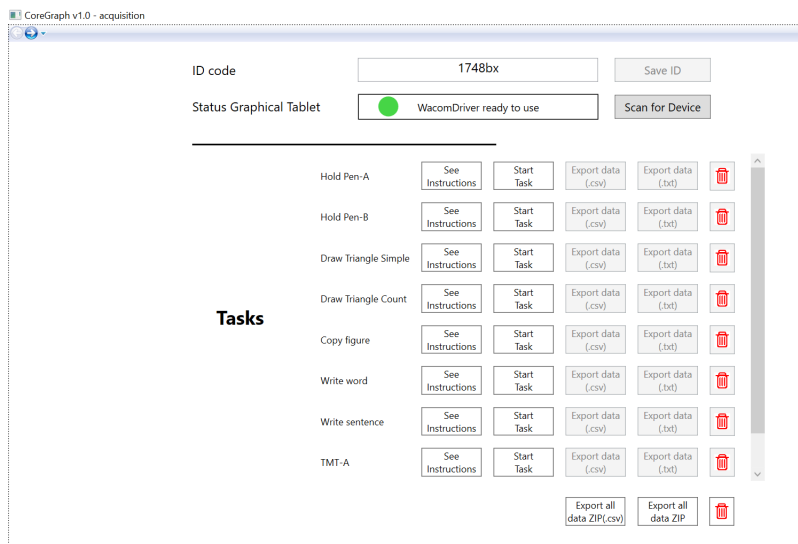 CoreGraph v1.0 - acquisition
ID code
1748bx
Save ID
Status Graphical Tablet
WacomDriver ready to use
Scan for Device
Tasks
Hold Pen-A
See
Instructions
Start
Task
Export data
(.csv)
Export data
(.txt)
Hold Pen-B
See
Instructions
Start
Task
Export data
(.csv)
Export data
(.txt)
Draw Triangle Simple
See
Instructions
Start
Task
Export data
(.csv)
Export data
(.txt)
Draw Triangle Count
See
Instructions
Start
Task
Export data
(.csv)
Export data
(.txt)
Copy figure
See
Instructions
Start
Task
Export data
(.csv)
Export data
(.txt)
Write word
See
Instructions
Start
Task
Export data
(.csv)
Export data
(.txt)
Write sentence
See
Instructions
Start
Task
Export data
(.csv)
Export data
(.txt)
TMT-A
See
Instructions
Start
Task
Export data
(.csv)
Export data
(.txt)
Export all
data ZIP(.csv)
Export all
data ZIP